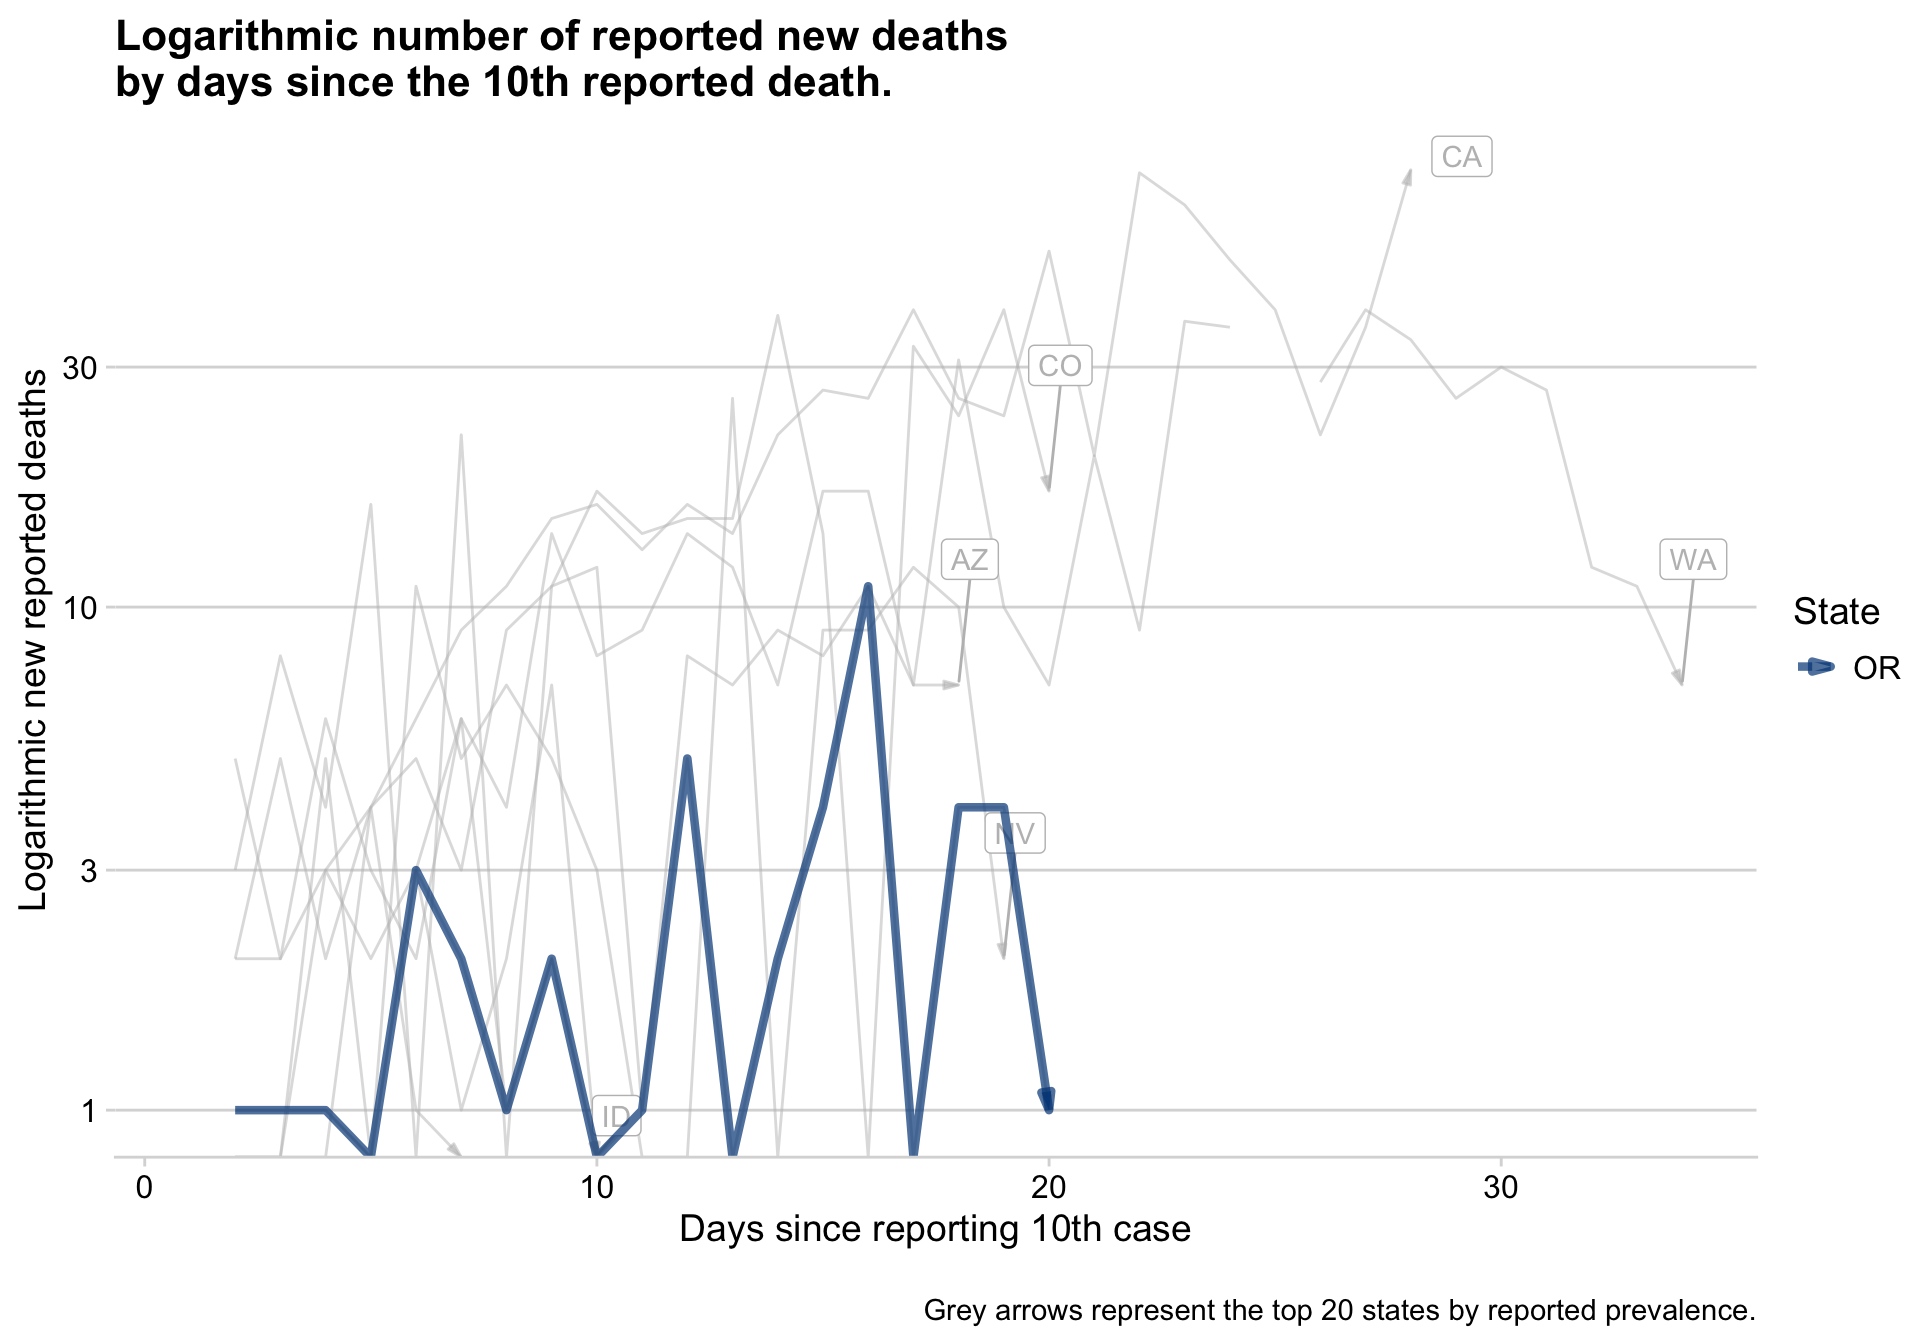 Logarithmic number of reported new deaths
by days since the 10th reported death.
CA
30
CO
AZ
WA
10
NV
3
ID
1
0
10
20
30
Logarithmic new reported deaths
Days since reporting 10th case
State
OR
Grey arrows represent the top 20 states by reported prevalence.